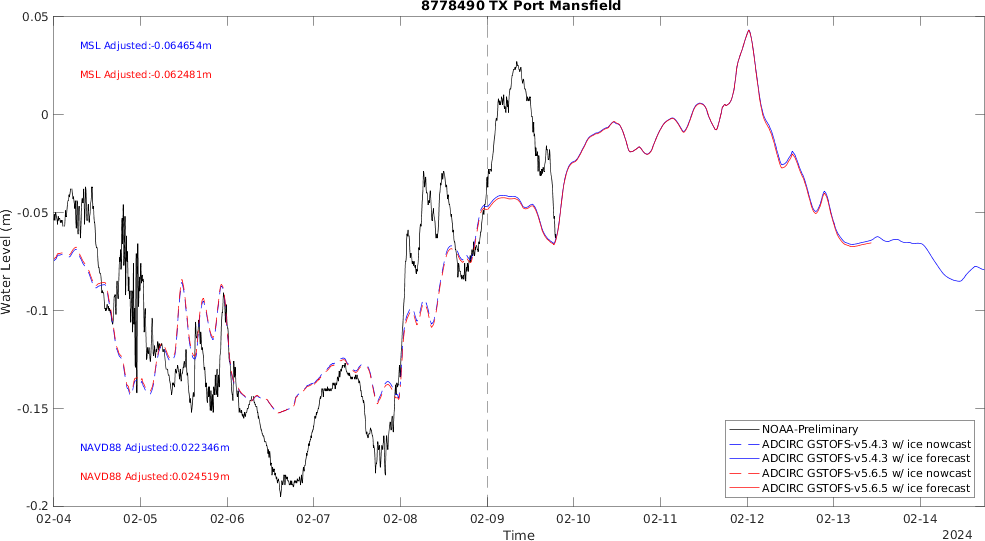 8778490 TX Port Mansfield
0.05
0
-0.05
-0.1
-0.15
-0.2
Water Level (m)
MSL Adjusted:-0.064654m
MSL Adjusted:-0.062481m
NAVD88 Adjusted:0.022346m
NAVD88 Adjusted:0.024519m
NOAA-Preliminary
ADCIRC GSTOFS-v5.4.3 w/ ice nowcast
ADCIRC GSTOFS-v5.4.3 w/ ice forecast
ADCIRC GSTOFS-v5.6.5 w/ ice nowcast
ADCIRC GSTOFS-v5.6.5 w/ ice forecast
02-04 02-05 02-06 02-07 02-08 02-09 02-10 02-11 02-12 02-13 02-14
Time
2024